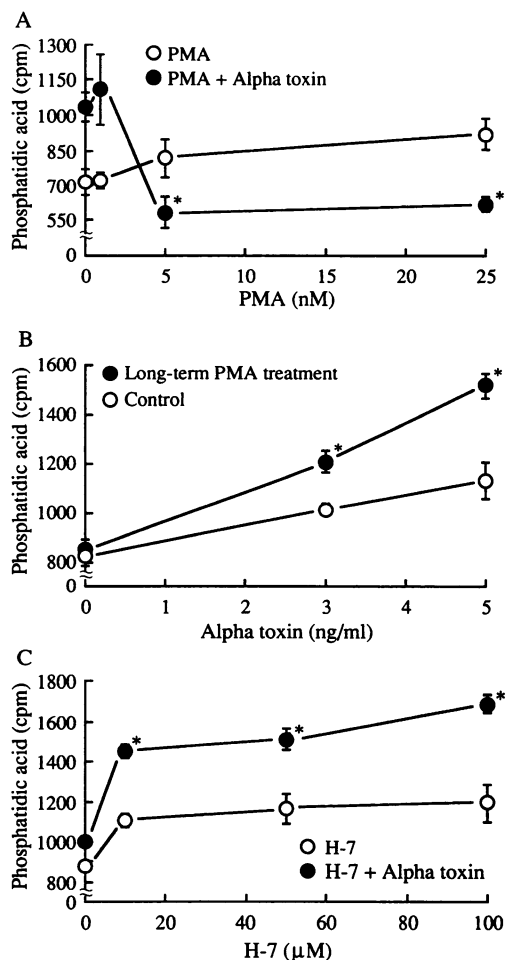 A
Phosphatidic acid (cpm)
1300
1150
1000
850
700
550
0
PMA
PMA + Alpha toxin
*
*
0 5 10 15 20 25
PMA (nM)
B
Phosphatidic acid (cpm)
1600
1400
1200
1000
800
0
Long-term PMA treatment
Control
*
*
0 1 2 3 4 5
Alpha toxin (ng/ml)
C
Phosphatidic acid (cpm)
1800
1600
1400
1200
1000
800
0
*
*
*
H-7
H-7 + Alpha toxin
0 20 40 60 80 100
H-7 (μM)